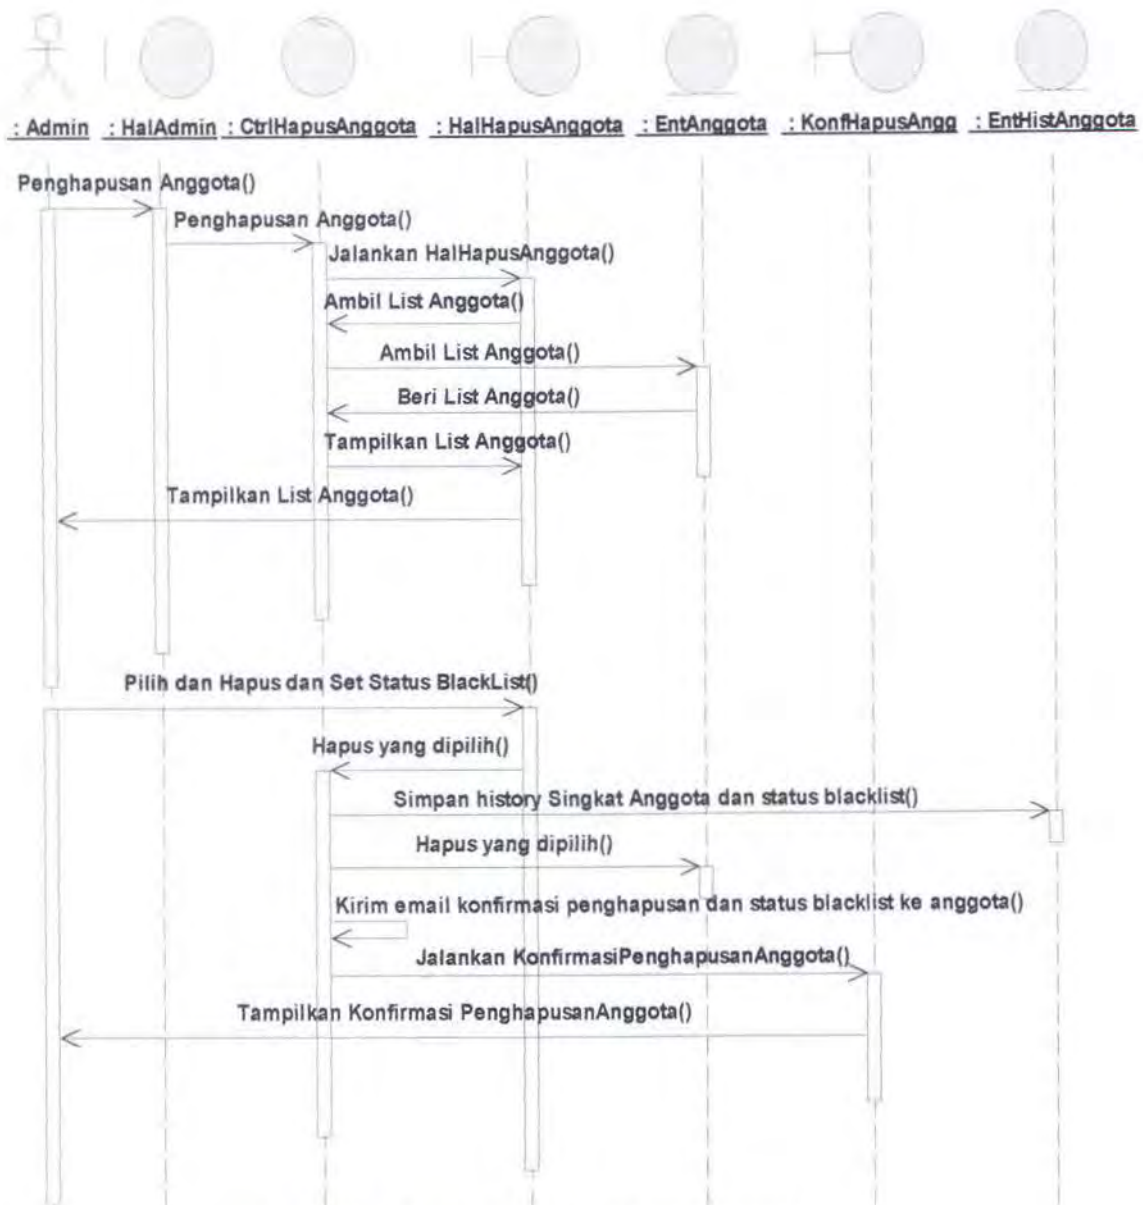 : Admin : HalAdmin : CtrlHapusAnggota : HalHapusAnggota : EntAnggota : KonfHapusAngg : EntHistAnggota
Penghapusan Anggota()
Penghapusan Anggota()
Jalankan HalHapusAnggota()
Ambil List Anggota()
Ambil List Anggota()
Beri List Anggota()
Tampilkan List Anggota()
Tampilkan List Anggota()
Pilih dan Hapus dan Set Status BlackList()
Hapus yang dipilih()
Simpan history Singkat Anggota dan status blacklist()
Hapus yang dipilih()
Kirim email konfirmasi penghapusan dan status blacklist ke anggota()
Jalankan KonfirmasiPenghapusanAnggota()
Tampilkan Konfirmasi PenghapusanAnggota()